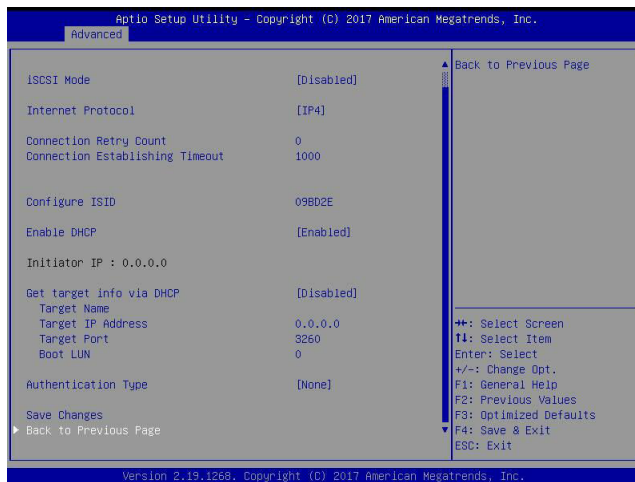 Aptio Setup Utility – Copyright (C) 2017 American Megatrends, Inc.
Advanced
iSCSI Mode [Disabled]
Internet Protocol [IP4]
Connection Retry Count 0
Connection Establishing Timeout 1000
Configure ISID 09BD2E
Enable DHCP [Enabled]
Initiator IP : 0.0.0.0
Get target info via DHCP [Disabled]
Target Name
Target IP Address 0.0.0.0
Target Port 3260
Boot LUN 0
Authentication Type [None]
Save Changes
Back to Previous Page
Back to Previous Page
→←: Select Screen
↑↓: Select Item
Enter: Select
+/-: Change Opt.
F1: General Help
F2: Previous Values
F3: Optimized Defaults
F4: Save & Exit
ESC: Exit
Version 2.19.1268. Copyright (C) 2017 American Megatrends, Inc.